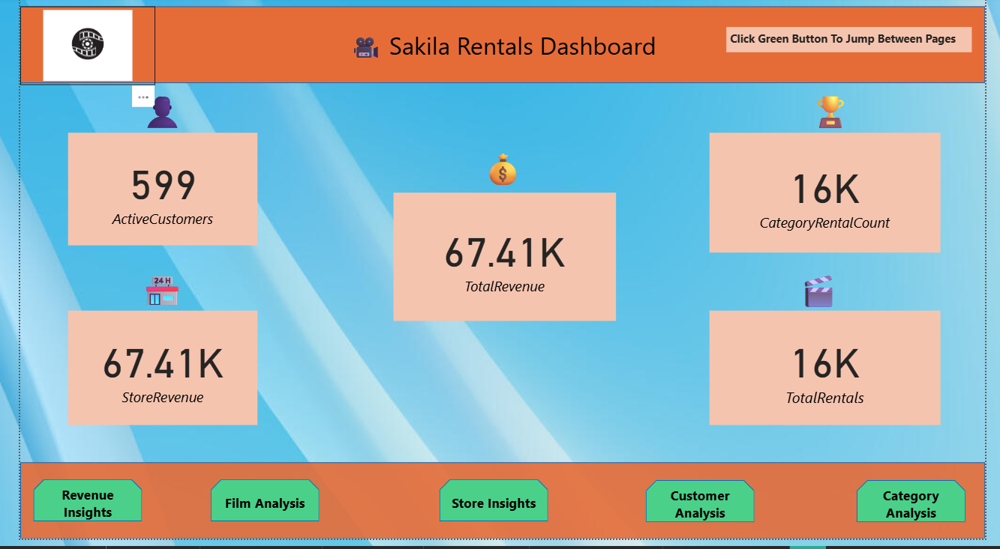 Sakila Rentals Dashboard
Click Green Button To Jump Between Pages
599
ActiveCustomers
16K
CategoryRentalCount
$
67.41K
TotalRevenue
24 H
67.41K
StoreRevenue
16K
TotalRentals
Revenue
Insights
Film Analysis
Store Insights
Customer
Analysis
Category
Analysis